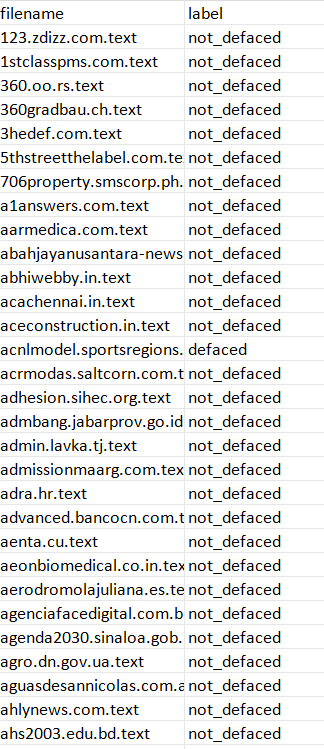 filename label
123.zdizz.com.text not_defaced
1stclasspms.com.text not_defaced
360.oo.rs.text not_defaced
360gradbau.ch.text not_defaced
3hedef.com.text not_defaced
5thstreetthelabel.com.te not_defaced
706property.smscorp.ph. not_defaced
a1answers.com.text not_defaced
aarmedica.com.text not_defaced
abahjayanusantara-news not_defaced
abhiwebby.in.text not_defaced
acachennai.in.text not_defaced
aceconstruction.in.text not_defaced
acnlmodel.sportsregions. defaced
acrmodas.saltcorn.com.t not_defaced
adhesion.sihec.org.text not_defaced
admbang.jabarprov.go.id not_defaced
admin.lavka.tj.text not_defaced
admissionmaarg.com.tex not_defaced
adra.hr.text not_defaced
advanced.bancocn.com.t not_defaced
aenta.cu.text not_defaced
aeonbiomedical.co.in.tex not_defaced
aerodromolajuliana.es.te not_defaced
agenciafacedigital.com.b not_defaced
agenda2030.sinaloa.gob. not_defaced
agro.dn.gov.ua.text not_defaced
aguasdesannicolas.com.a not_defaced
ahlynews.com.text not_defaced
ahs2003.edu.bd.text not_defaced